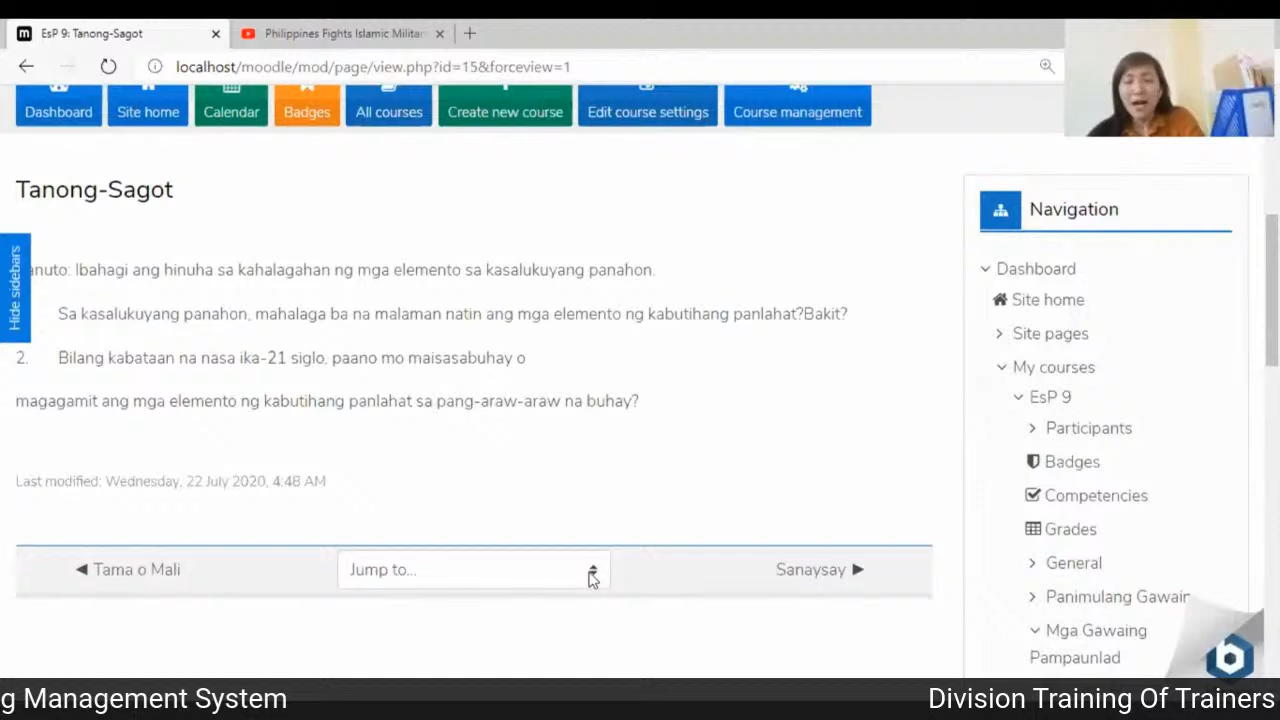 EsP 9: Tanong-Sagot
Philippines Fights Islamic Militan
localhost/moodle/mod/page/view.php?id=15&forceview=1
Dashboard Site home Calendar Badges All courses Create new course Edit course settings Course management
Tanong-Sagot
Hide sidebars
anuto: Ibahagi ang hinuha sa kahalagahan ng mga elemento sa kasalukuyang panahon.
Sa kasalukuyang panahon, mahalaga ba na malaman natin ang mga elemento ng kabutihang panlahat?Bakit?
2. Bilang kabataan na nasa ika-21 siglo, paano mo maisasabuhay o
magagamit ang mga elemento ng kabutihang panlahat sa pang-araw-araw na buhay?
Last modified: Wednesday, 22 July 2020, 4:48 AM
◀ Tama o Mali
Jump to...
Sanaysay ▶
Navigation
Dashboard
Site home
Site pages
My courses
EsP 9
Participants
Badges
Competencies
Grades
General
Panimulang Gawain
Mga Gawaing
Pampaunlad
g Management System
Division Training Of Trainers